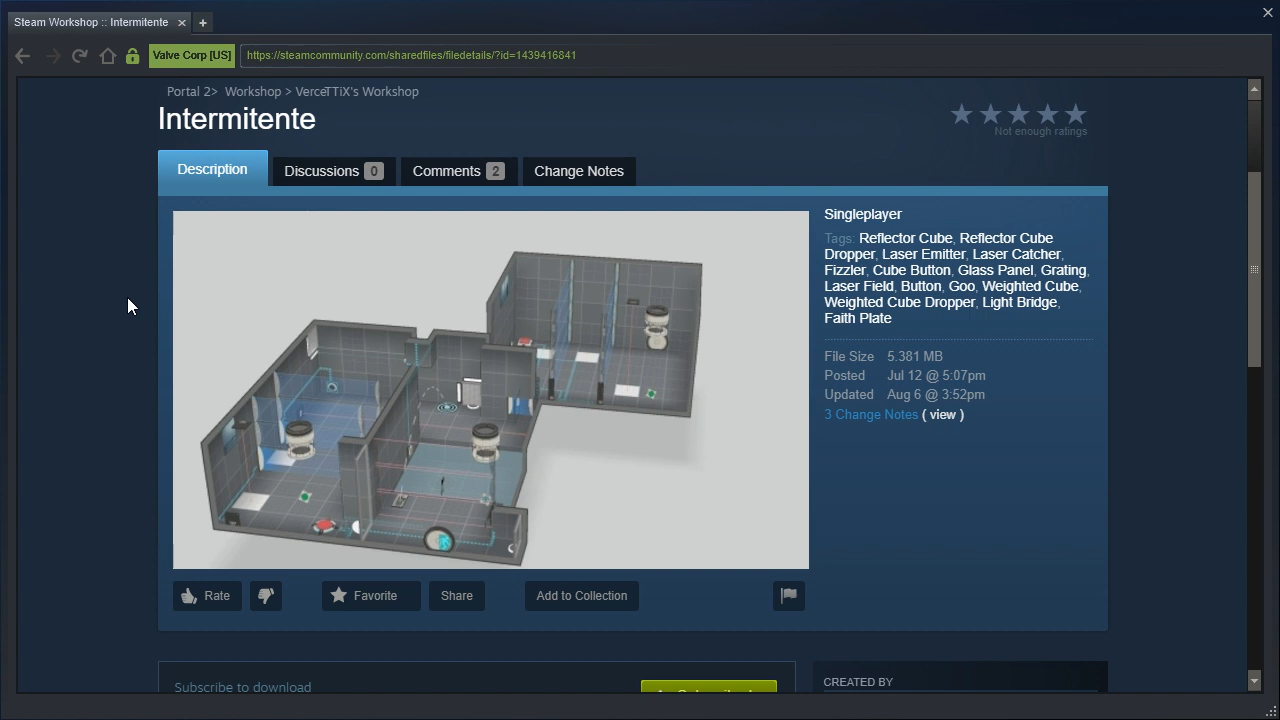 Steam Workshop :: Intermitente
Valve Corp [US]
https://steamcommunity.com/sharedfiles/filedetails/?id=1439416841
Portal 2> Workshop > VerceTTiX's Workshop
Intermitente
Not enough ratings
Description
Discussions 0
Comments 2
Change Notes
Singleplayer
Tags: Reflector Cube, Reflector Cube
Dropper, Laser Emitter, Laser Catcher,
Fizzler, Cube Button, Glass Panel, Grating,
Laser Field, Button, Goo, Weighted Cube,
Weighted Cube Dropper, Light Bridge,
Faith Plate
File Size 5.381 MB
Posted Jul 12 @ 5:07pm
Updated Aug 6 @ 3:52pm
3 Change Notes ( view )
Rate
Favorite
Share
Add to Collection
Subscribe to download
CREATED BY